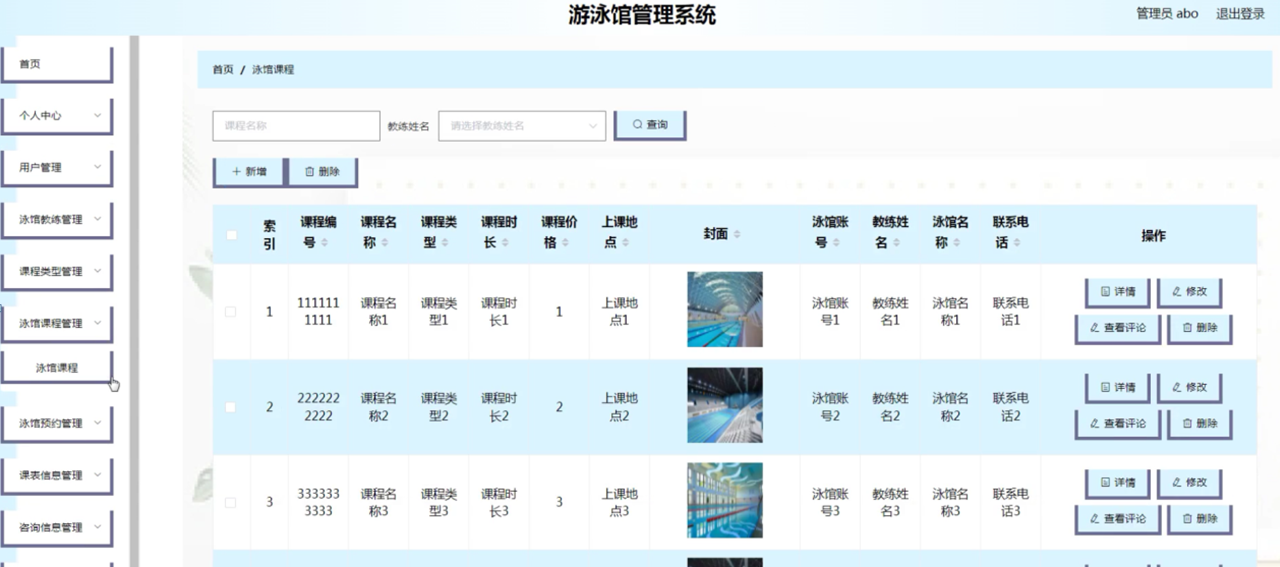 游泳馆管理系统
管理员 abo 退出登录
首页
个人中心
用户管理
泳馆教练管理
课程类型管理
泳馆课程管理
泳馆课程
泳馆预约管理
课表信息管理
咨询信息管理
首页 / 泳馆课程
课程名称 教练姓名 请选择教练姓名 查询
新增 删除
索引 课程编号 课程名称 课程类型 课程时长 课程价格 上课地点 封面 泳馆账号 教练姓名 泳馆名称 联系电话 操作
1 1111111111 课程名称1 课程类型1 课程时长1 1 上课地点1 泳馆账号1 教练姓名1 泳馆名称1 联系电话1 详情 修改
查看评论 删除
2 2222222222 课程名称2 课程类型2 课程时长2 2 上课地点2 泳馆账号2 教练姓名2 泳馆名称2 联系电话2 详情 修改
查看评论 删除
3 3333333333 课程名称3 课程类型3 课程时长3 3 上课地点3 泳馆账号3 教练姓名3 泳馆名称3 联系电话3 详情 修改
查看评论 删除